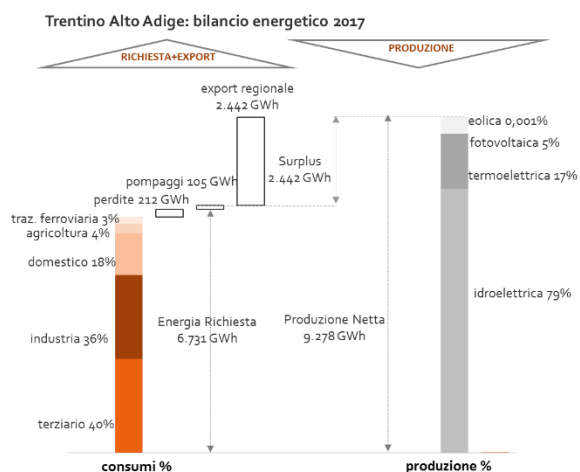 Trentino Alto Adige: bilancio energetico 2017
RICHIESTA+EXPORT
PRODUZIONE
export regionale
2.442 GWh
eolica 0,001%
fotovoltaica 5%
Surplus
2.442 GWh
termoelettrica 17%
pompaggi 105 GWh
perdite 212 GWh
traz. ferroviaria 3%
agricoltura 4%
domestico 18%
idroelettrica 79%
Energia Richiesta
6.731 GWh
Produzione Netta
9.278 GWh
industria 36%
terziario 40%
consumi %
produzione %